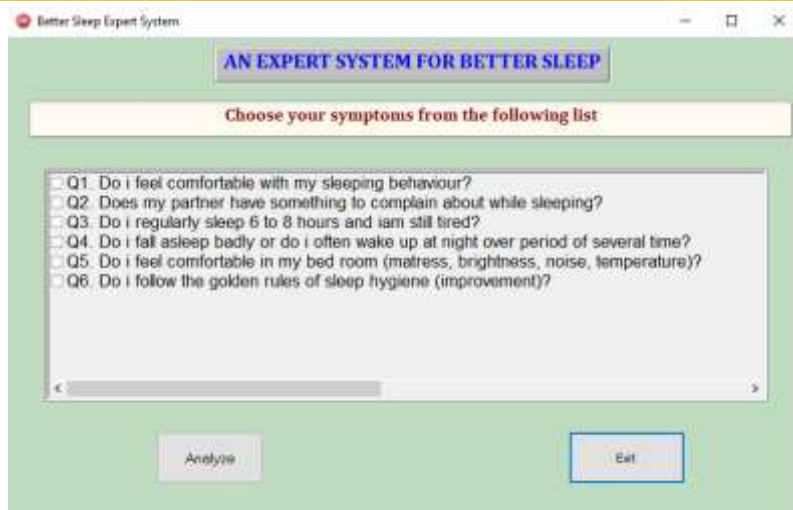 Better Sleep Expert System
AN EXPERT SYSTEM FOR BETTER SLEEP
Choose your symptoms from the following list
Q1. Do i feel comfortable with my sleeping behaviour?
Q2. Does my partner have something to complain about while sleeping?
Q3. Do i regularly sleep 6 to 8 hours and iam still tired?
Q4. Do i fall asleep badly or do i often wake up at night over period of several time?
Q5. Do i feel comfortable in my bed room (matress, brightness, noise, temperature)?
Q6. Do i follow the golden rules of sleep hygiene (improvement)?
Analyze
Exit